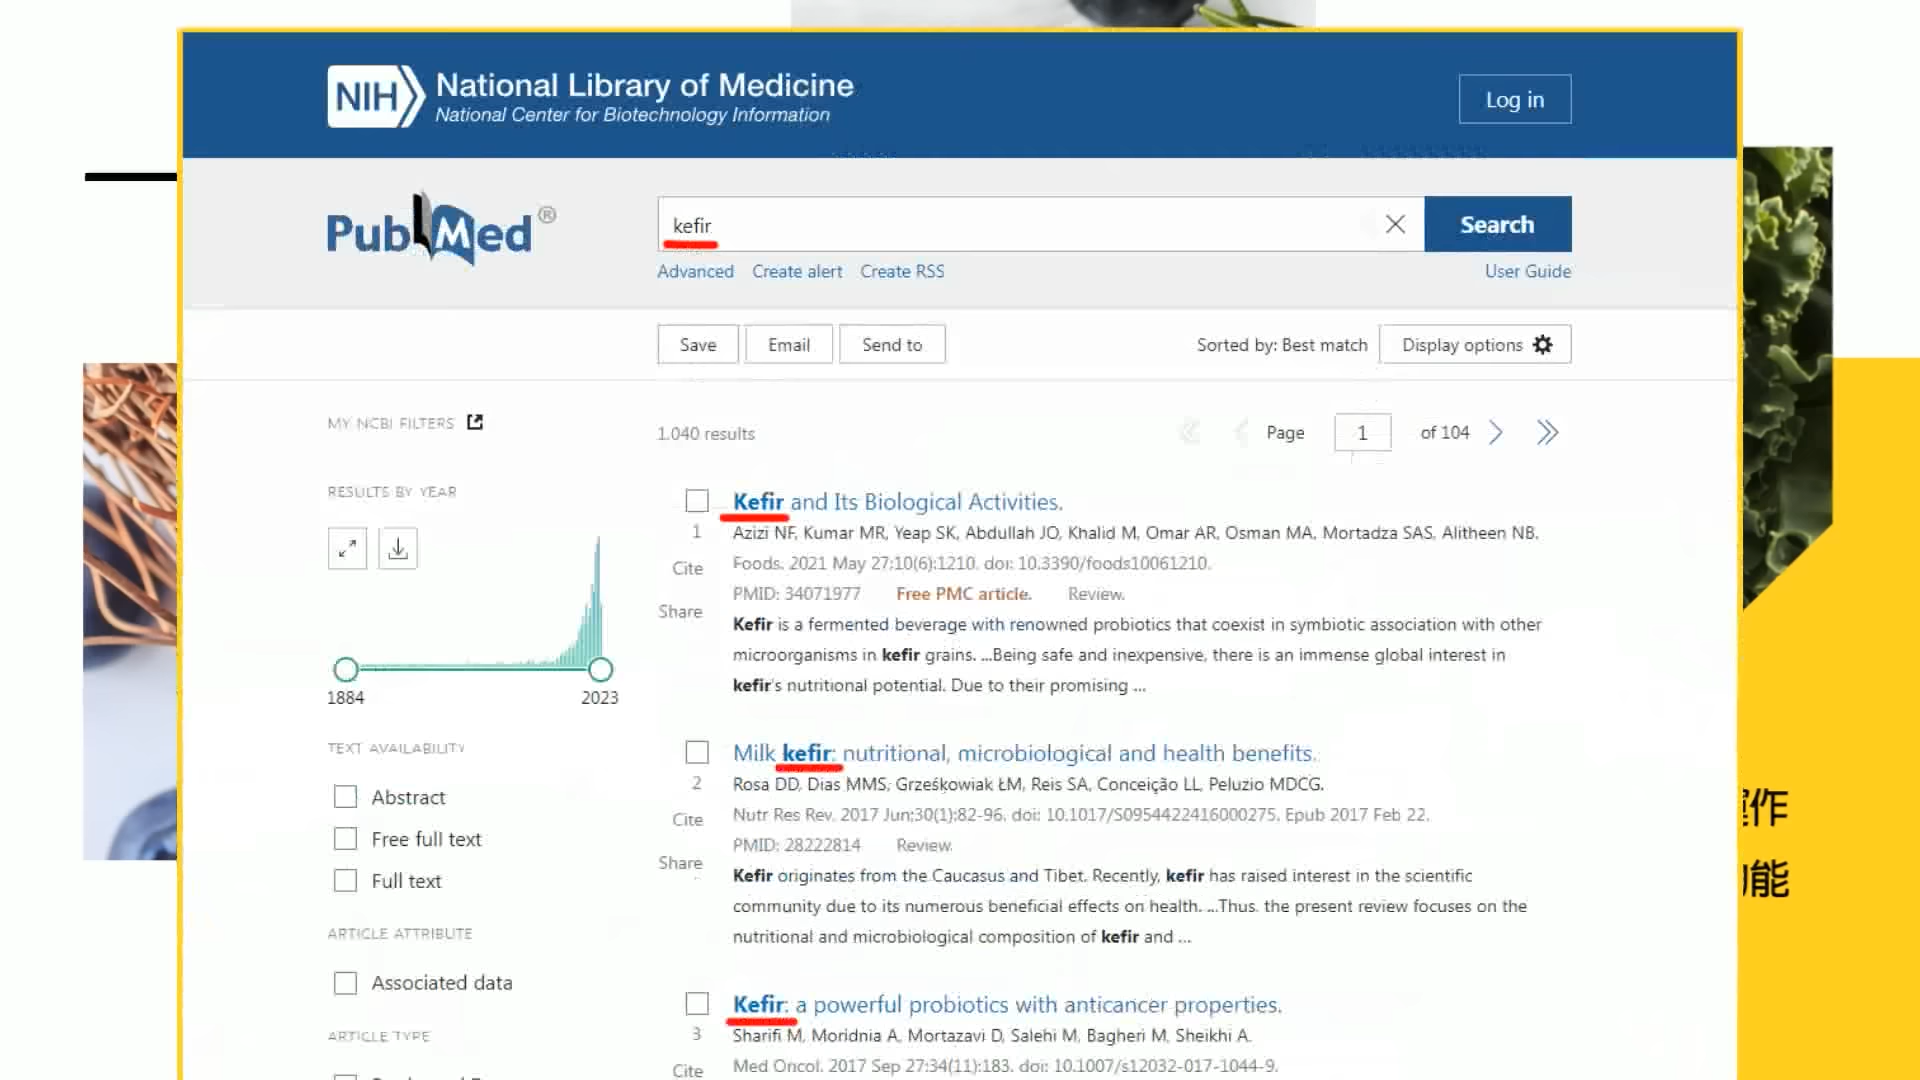 NIH National Library of Medicine
National Center for Biotechnology Information
Log in
PubMed®
kefir
Search
Advanced Create alert Create RSS
User Guide
Save Email Send to
Sorted by: Best match Display options
MY NCBI FILTERS
1.040 results
Page 1 of 104
RESULTS BY YEAR
1884 2023
TEXT AVAILABILITY
Abstract
Free full text
Full text
ARTICLE ATTRIBUTE
Associated data
ARTICLE TYPE
Kefir and Its Biological Activities.
1 Azizi NF, Kumar MR, Yeap SK, Abdullah JO, Khalid M, Omar AR, Osman MA, Mortadza SAS, Alitheen NB.
Cite Foods. 2021 May 27;10(6):1210. doi: 10.3390/foods10061210.
PMID: 34071977 Free PMC article. Review.
Share
Kefir is a fermented beverage with renowned probiotics that coexist in symbiotic association with other
microorganisms in kefir grains. ...Being safe and inexpensive, there is an immense global interest in
kefir's nutritional potential. Due to their promising ...
Milk kefir: nutritional, microbiological and health benefits.
2 Rosa DD, Dias MMS, Grześkowiak ŁM, Reis SA, Conceição LL, Peluzio MDCG.
Cite Nutr Res Rev. 2017 Jun;30(1):82-96. doi: 10.1017/S0954422416000275. Epub 2017 Feb 22.
PMID: 28222814 Review.
Share
Kefir originates from the Caucasus and Tibet. Recently, kefir has raised interest in the scientific
community due to its numerous beneficial effects on health. ...Thus, the present review focuses on the
nutritional and microbiological composition of kefir and ...
Kefir: a powerful probiotics with anticancer properties.
3 Sharifi M, Moridnia A, Mortazavi D, Salehi M, Bagheri M, Sheikhi A.
Cite Med Oncol. 2017 Sep 27;34(11):183. doi: 10.1007/s12032-017-1044-9.
作
能